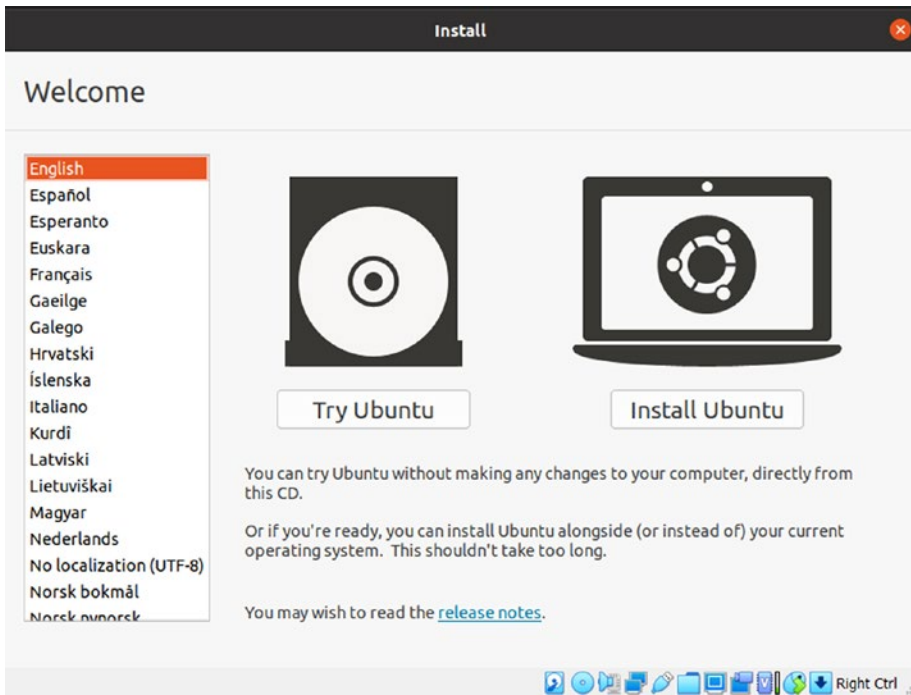 Install
Welcome
English
Español
Esperanto
Euskara
Français
Gaeilge
Galego
Hrvatski
Íslenska
Italiano
Kurdî
Latviski
Lietuviškai
Magyar
Nederlands
No localization (UTF-8)
Norsk bokmål
Norsk nynorsk
Try Ubuntu
Install Ubuntu
You can try Ubuntu without making any changes to your computer, directly from
this CD.
Or if you're ready, you can install Ubuntu alongside (or instead of) your current
operating system. This shouldn't take too long.
You may wish to read the release notes.
Right Ctrl